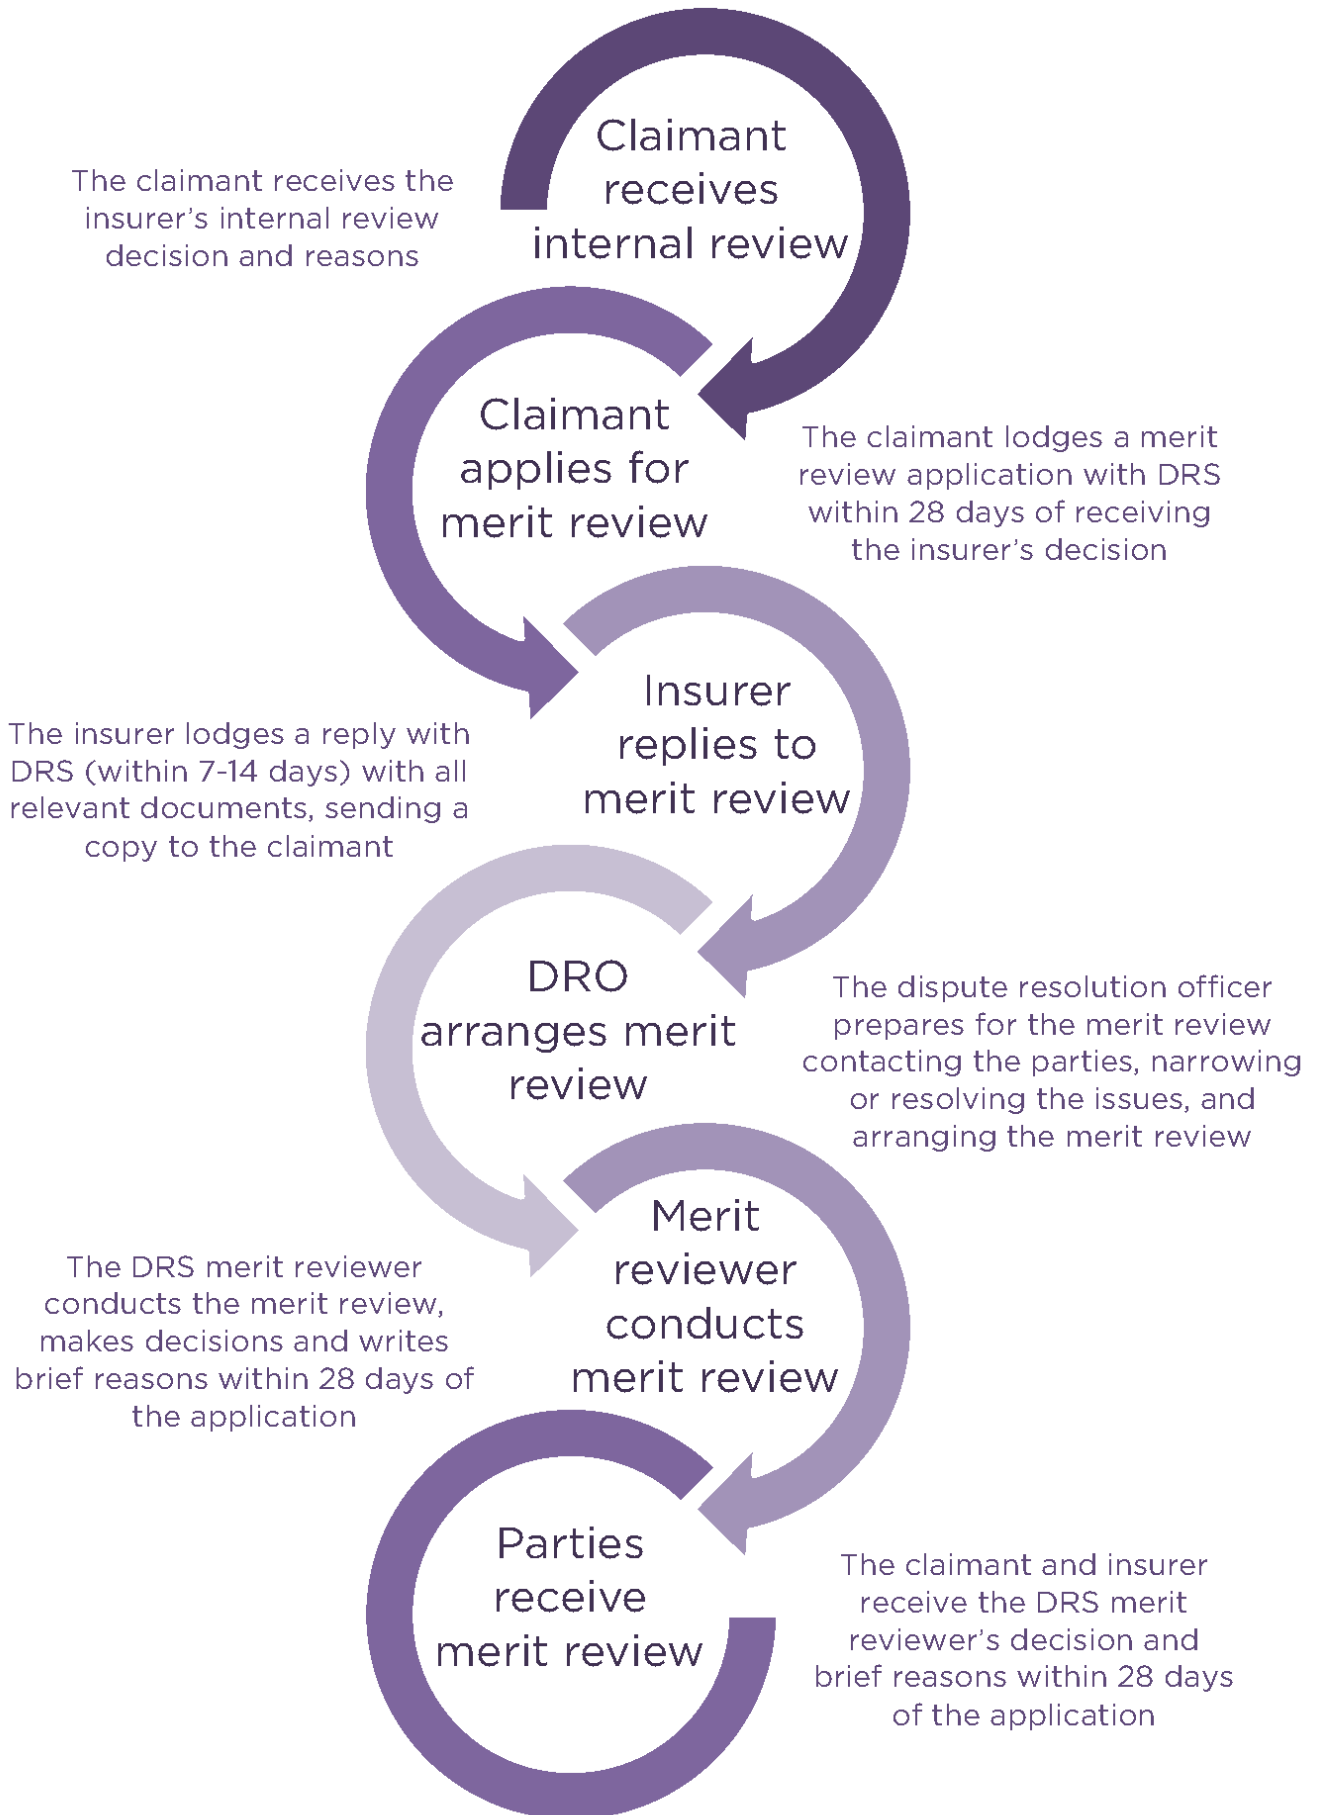 Claimant
receives
internal review
The claimant receives the
insurer’s internal review
decision and reasons
Claimant
applies for
merit review
The claimant lodges a merit
review application with DRS
within 28 days of receiving
the insurer’s decision
Insurer
replies to
merit review
The insurer lodges a reply with
DRS (within 7-14 days) with all
relevant documents, sending a
copy to the claimant
DRO
arranges merit
review
The dispute resolution officer
prepares for the merit review
contacting the parties, narrowing
or resolving the issues, and
arranging the merit review
Merit
reviewer
conducts
merit review
The DRS merit reviewer
conducts the merit review,
makes decisions and writes
brief reasons within 28 days of
the application
Parties
receive
merit review
The claimant and insurer
receive the DRS merit
reviewer’s decision and
brief reasons within 28 days
of the application